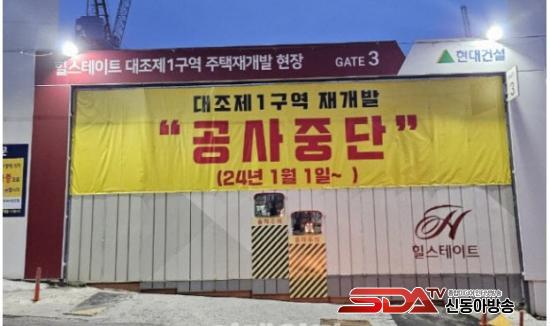 힐스테이트 대조제1구역 주택재개발 현장 GATE 3
현대건설
3
대조제1구역 재개발
“공사중단”
(24년 1월 1일~ )
H
힐스테이트
SDATV
신동아방송